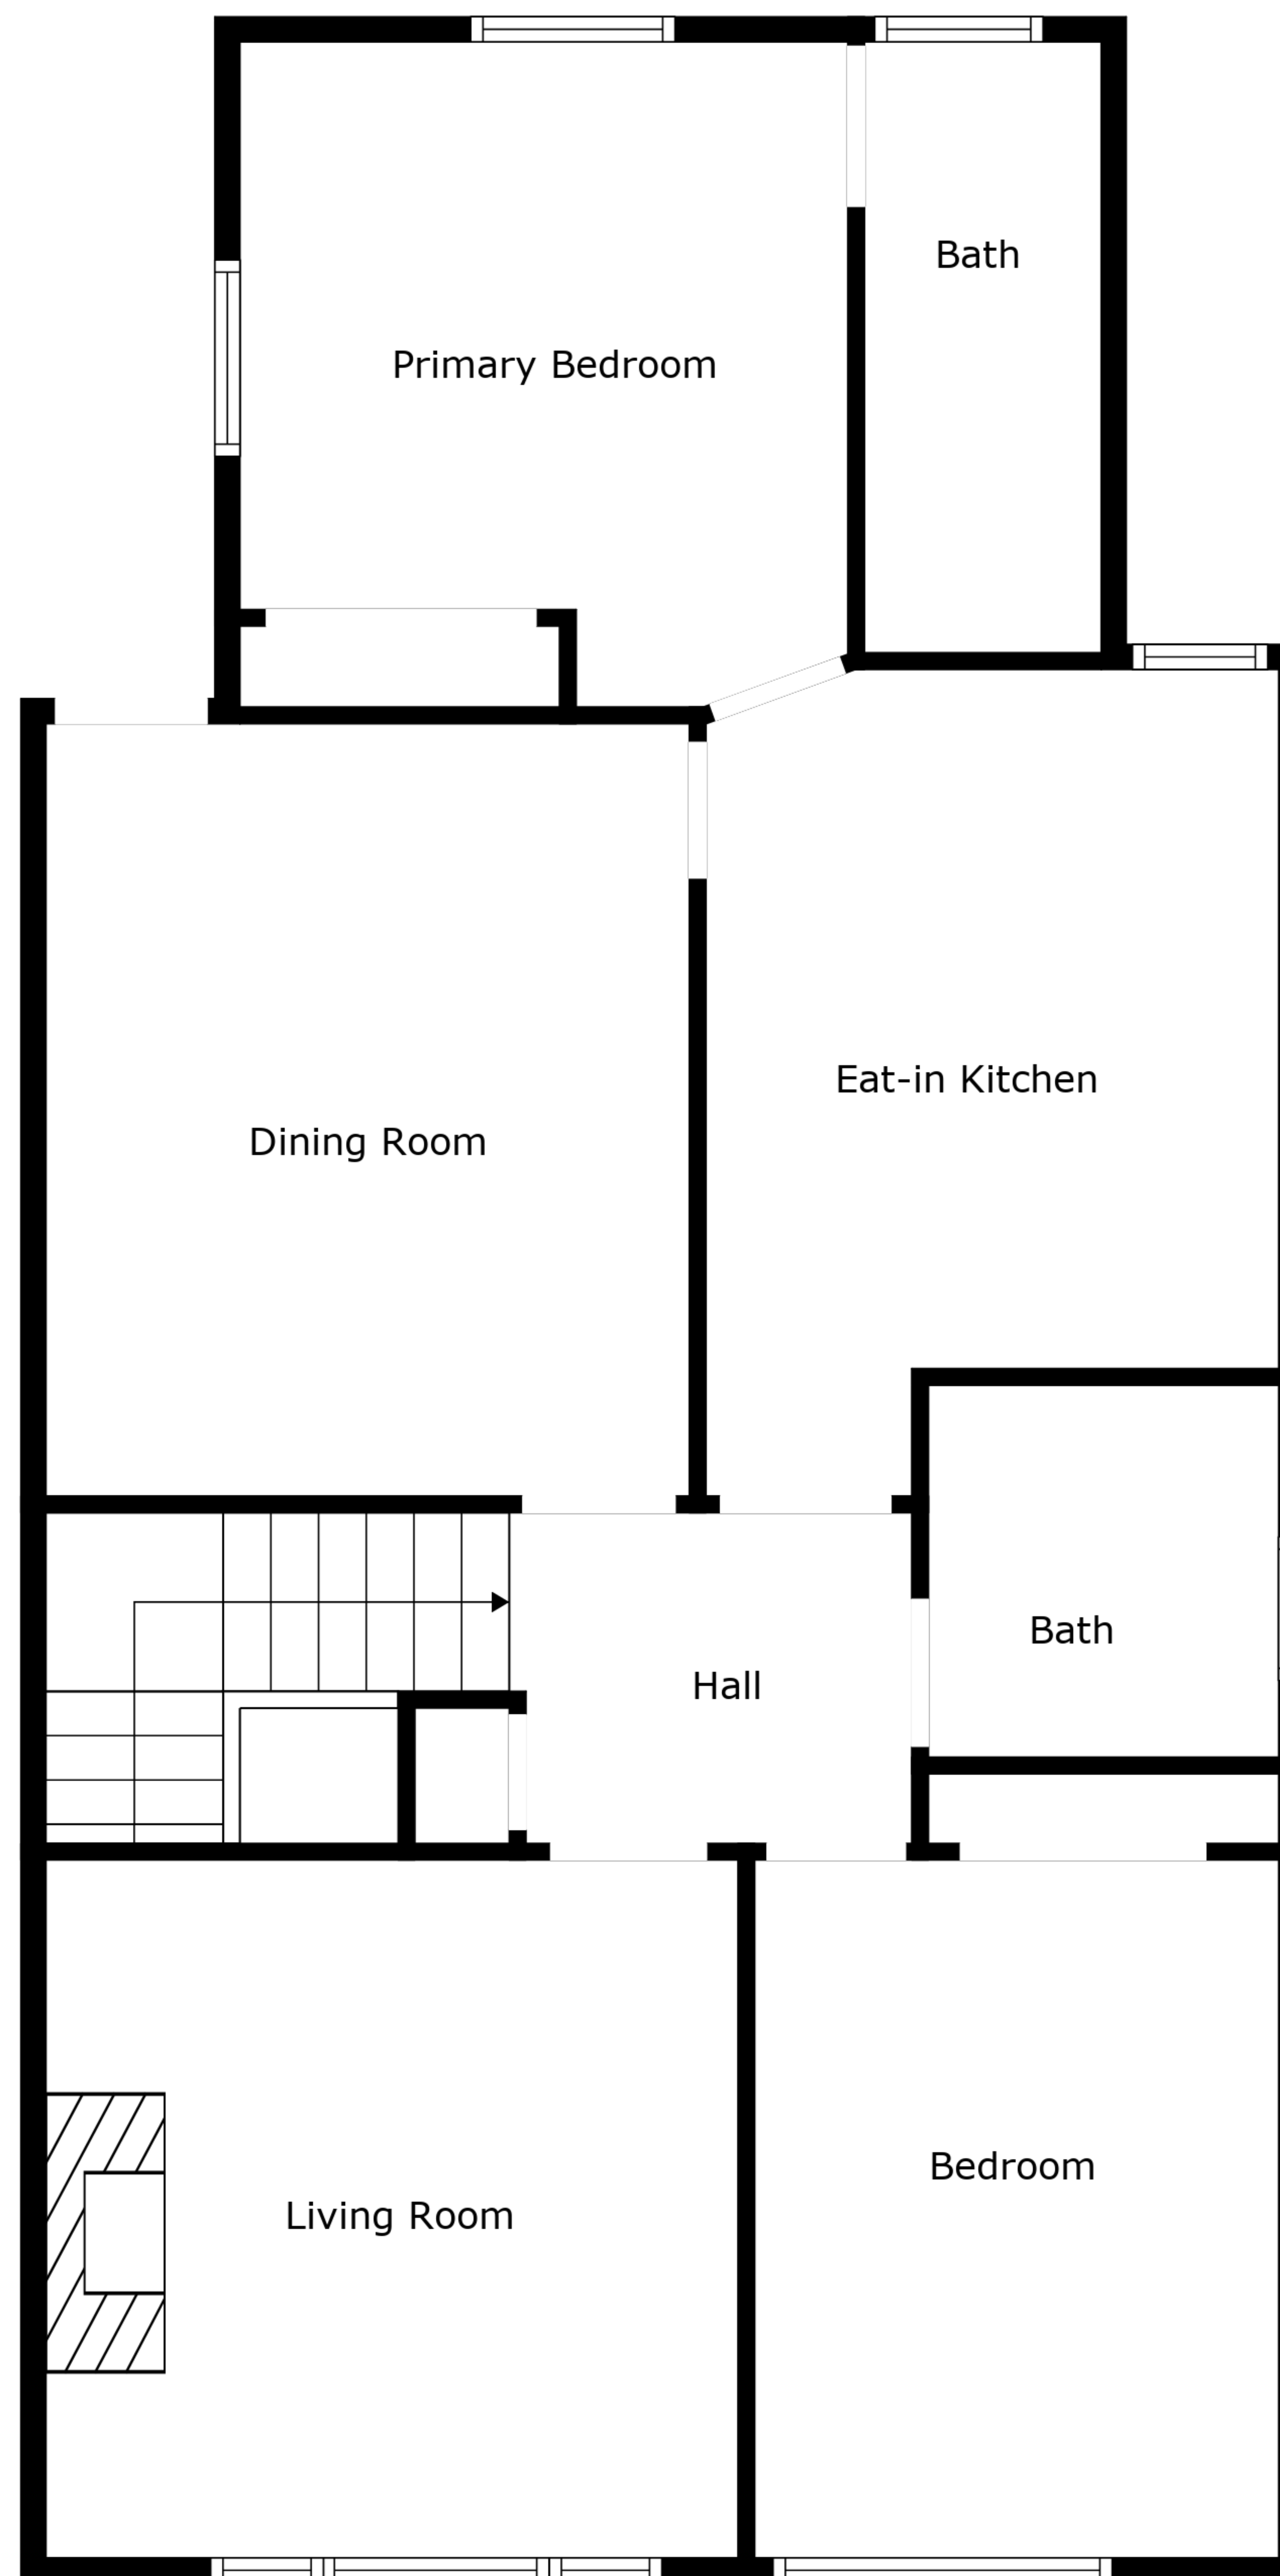 Bath
Primary Bedroom
Eat-in Kitchen
Dining Room
Bath
Hall
Bedroom
Living Room